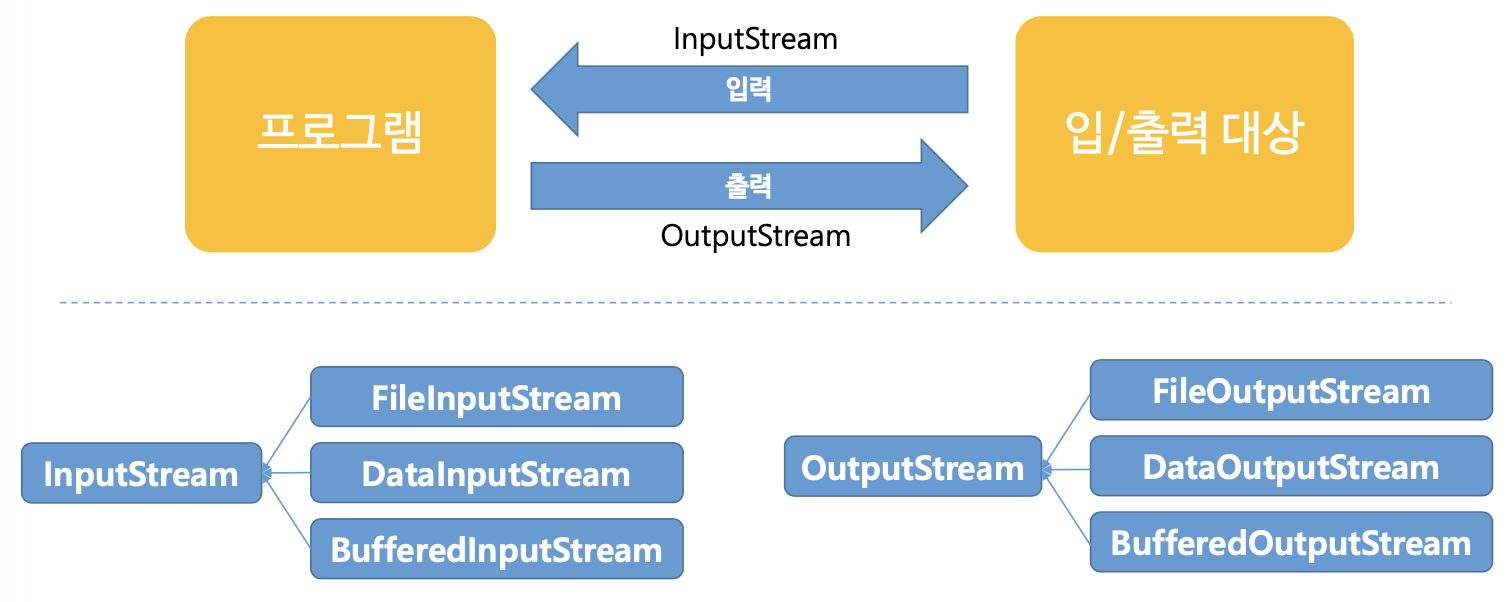 InputStream
프로그램
입력
입/출력 대상
출력
OutputStream
InputStream
FileInputStream
DataInputStream
BufferedInputStream
OutputStream
FileOutputStream
DataOutputStream
BufferedOutputStream